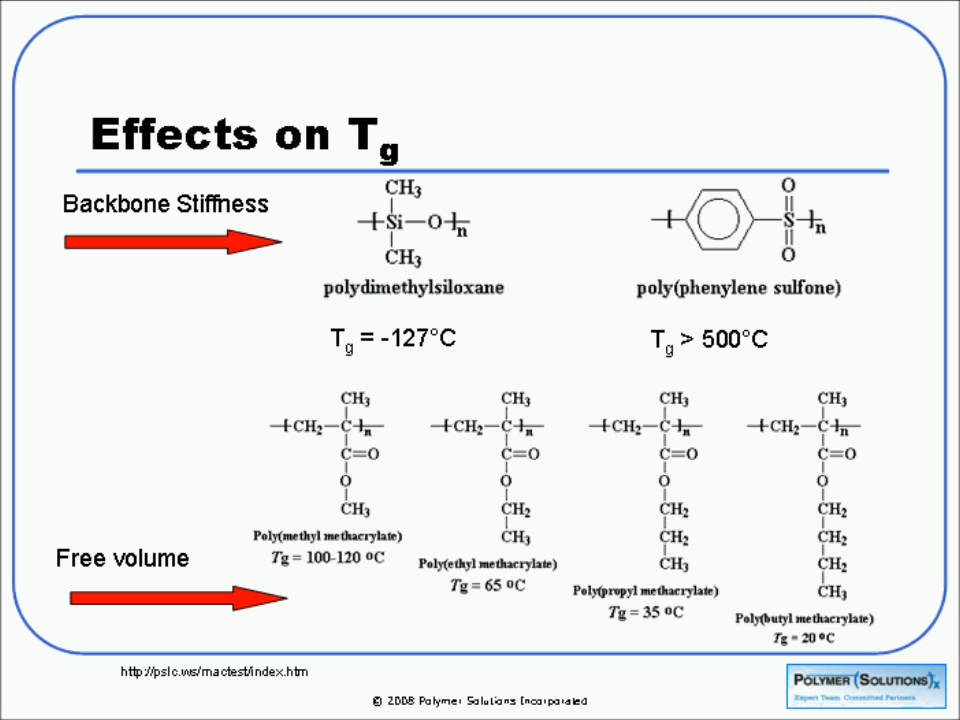 Effects on Tg
Backbone Stiffness
CH3
Si—O
n
CH3
polydimethylsiloxane
O
S
n
O
poly(phenylene sulfone)
Tg = -127°C
Tg > 500°C
CH3
CH2—C
n
C=O
O
CH3
Poly(methyl methacrylate)
Tg = 100-120 ºC
CH3
CH2—C
n
C=O
O
CH2
CH3
Poly(ethyl methacrylate)
Tg = 65 ºC
CH3
CH2—C
n
C=O
O
CH2
CH2
CH3
Poly(propyl methacrylate)
Tg = 35 ºC
CH3
CH2—C
n
C=O
O
CH2
CH2
CH2
CH3
Poly(butyl methacrylate)
Tg = 20 ºC
Free volume
http://pslc.ws/mactest/index.htm
© 2008 Polymer Solutions Incorporated
POLYMER (SOLUTIONS)x
Expert Team. Committed Partners.